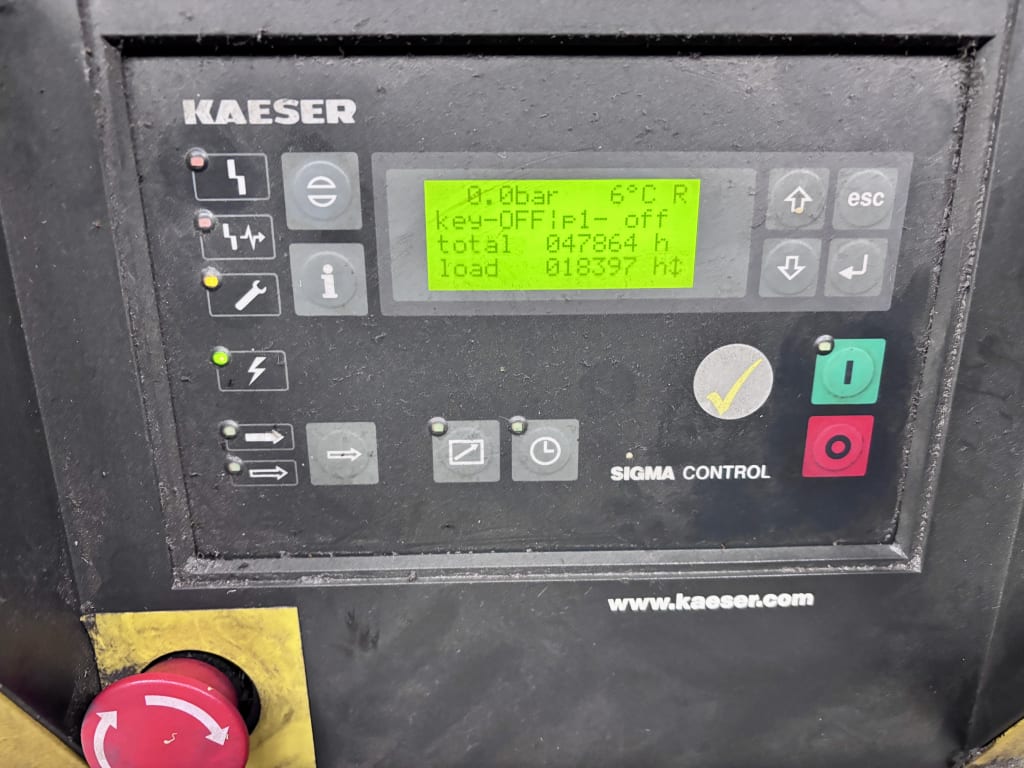 KAESER
0.0bar 6°C R
key-OFF¦p1- off
total 047864 h
load 018397 h↕
esc
i
I
O
SIGMA CONTROL
www.kaeser.com